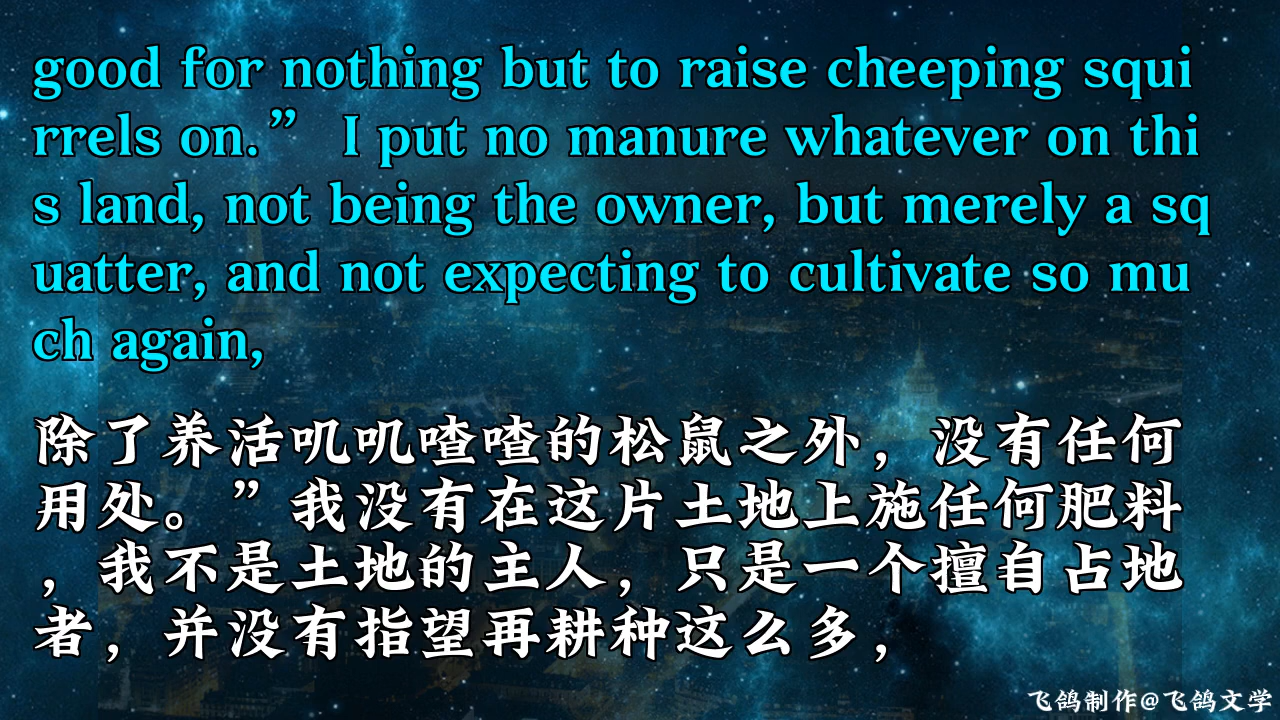 good for nothing but to raise cheeping squi
rrels on.” I put no manure whatever on thi
s land, not being the owner, but merely a sq
uatter, and not expecting to cultivate so mu
ch again,
除了养活叽叽喳喳的松鼠之外，没有任何
用处。”我没有在这片土地上施任何肥料
，我不是土地的主人，只是一个擅自占地
者，并没有指望再耕种这么多，
飞鸽制作@飞鸽文学